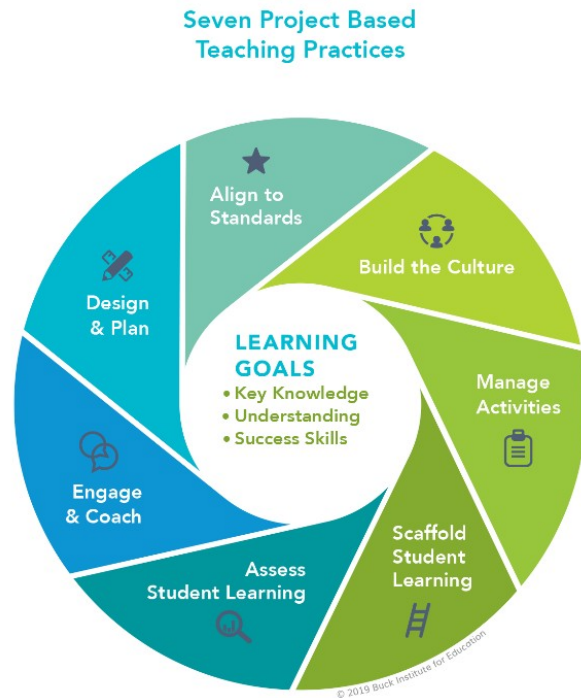 Seven Project Based
Teaching Practices
Align to
Standards
Build the Culture
Manage
Activities
Scaffold
Student
Learning
Assess
Student Learning
Engage
& Coach
Design
& Plan
LEARNING
GOALS
• Key Knowledge
• Understanding
• Success Skills
© 2019 Buck Institute for Education